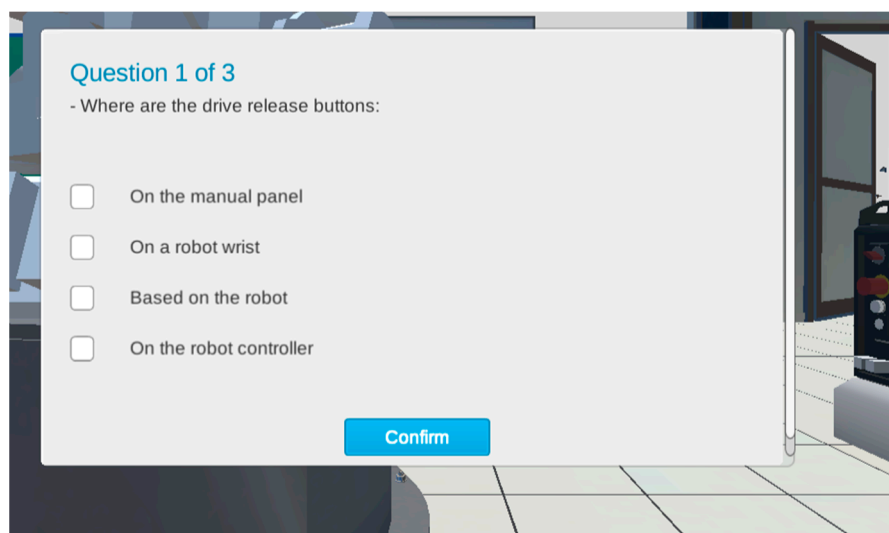 Question 1 of 3
- Where are the drive release buttons:
On the manual panel
On a robot wrist
Based on the robot
On the robot controller
Confirm